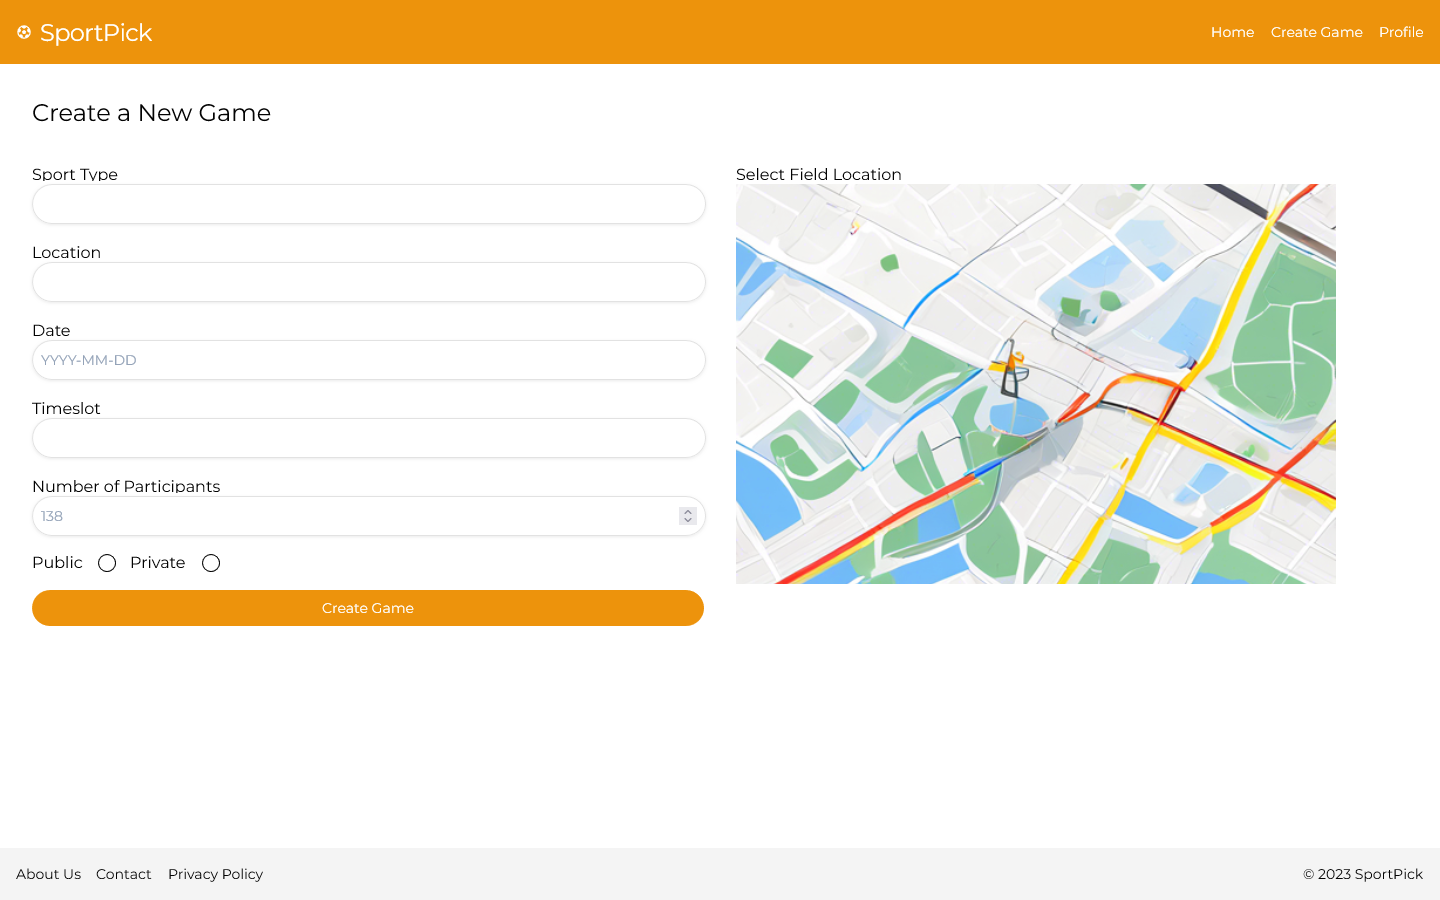 SportPick
Home Create Game Profile
Create a New Game
Sport Type
Location
Date
YYYY-MM-DD
Timeslot
Number of Participants
138
Public Private
Create Game
Select Field Location
About Us Contact Privacy Policy
© 2023 SportPick